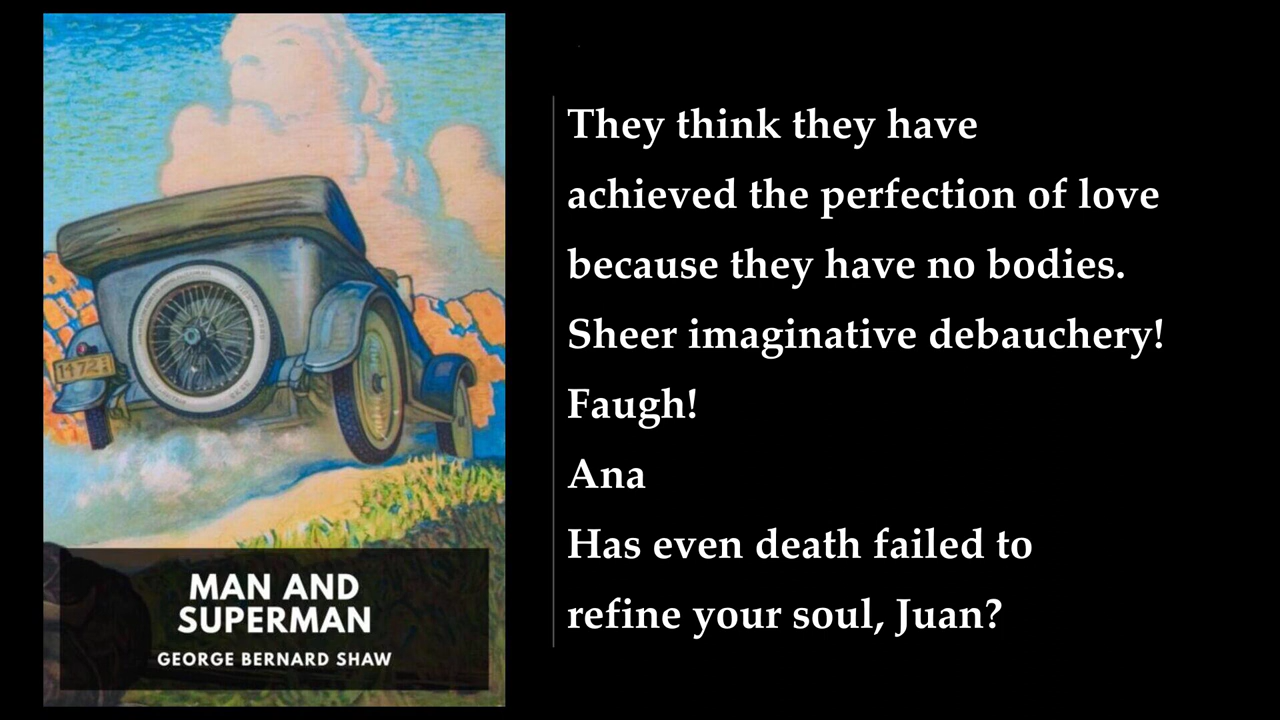 1472
MAN AND
SUPERMAN
GEORGE BERNARD SHAW
They think they have
achieved the perfection of love
because they have no bodies.
Sheer imaginative debauchery!
Faugh!
Ana
Has even death failed to
refine your soul, Juan?